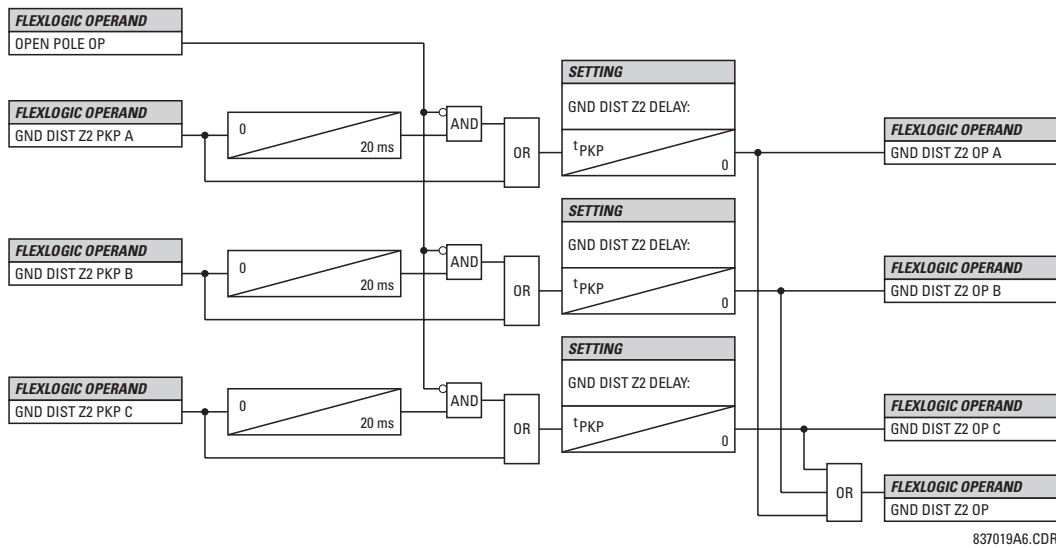 FLEXLOGIC OPERAND
OPEN POLE OP
FLEXLOGIC OPERAND
GND DIST Z2 PKP A
0
20 ms
AND
OR
SETTING
GND DIST Z2 DELAY:
tPKP
0
FLEXLOGIC OPERAND
GND DIST Z2 OP A
FLEXLOGIC OPERAND
GND DIST Z2 PKP B
0
20 ms
AND
OR
SETTING
GND DIST Z2 DELAY:
tPKP
0
FLEXLOGIC OPERAND
GND DIST Z2 OP B
FLEXLOGIC OPERAND
GND DIST Z2 PKP C
0
20 ms
AND
OR
SETTING
GND DIST Z2 DELAY:
tPKP
0
FLEXLOGIC OPERAND
GND DIST Z2 OP C
OR
FLEXLOGIC OPERAND
GND DIST Z2 OP
837019A6.CDR